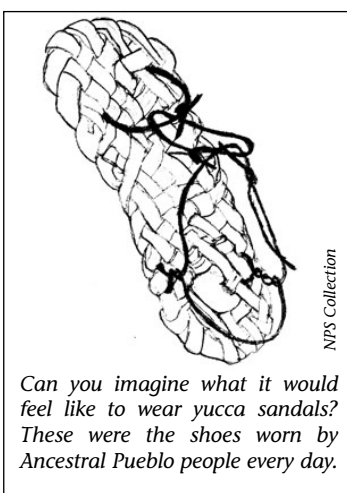 NPS Collection
Can you imagine what it would
feel like to wear yucca sandals?
These were the shoes worn by
Ancestral Pueblo people every day.